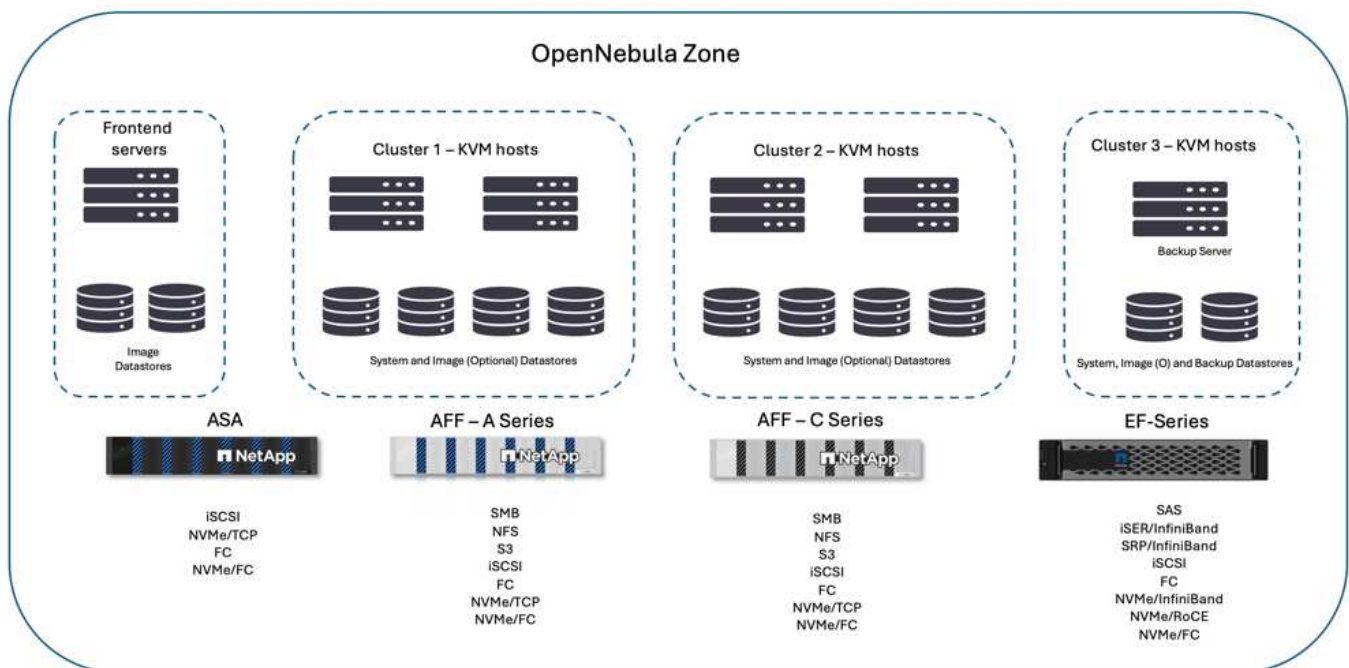 OpenNebula Zone
Frontend
servers
Image
Datastores
Cluster 1 – KVM hosts
System and Image (Optional) Datastores
Cluster 2 – KVM hosts
System and Image (Optional) Datastores
Cluster 3 – KVM hosts
Backup Server
System, Image (O) and Backup Datastores
ASA
NetApp
iSCSI
NVMe/TCP
FC
NVMe/FC
AFF – A Series
NetApp
SMB
NFS
S3
iSCSI
FC
NVMe/TCP
NVMe/FC
AFF – C Series
NetApp
SMB
NFS
S3
iSCSI
FC
NVMe/TCP
NVMe/FC
EF-Series
SAS
iSER/InfiniBand
SRP/InfiniBand
iSCSI
FC
NVMe/InfiniBand
NVMe/RoCE
NVMe/FC